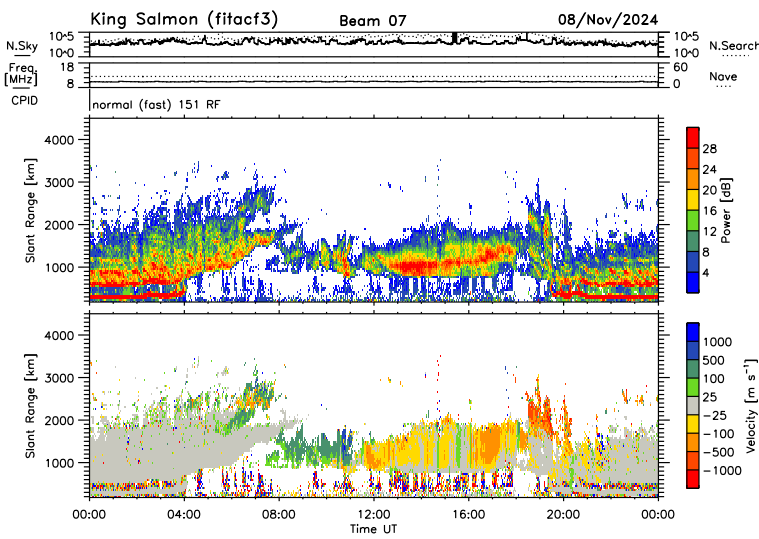 King Salmon (fitacf3) Beam 07 08/Nov/2024
N.Sky 10^5 10^0 10^5 10^0 N.Search
Freq. [MHz] 18 8 60 0 Nave
CPID normal (fast) 151 RF
Slant Range [km] 4000 3000 2000 1000
28 24 20 16 12 8 4 Power [dB]
Slant Range [km] 4000 3000 2000 1000
1000 500 100 25 -25 -100 -500 -1000 Velocity [m s^-1]
00:00 04:00 08:00 12:00 16:00 20:00 00:00
Time UT